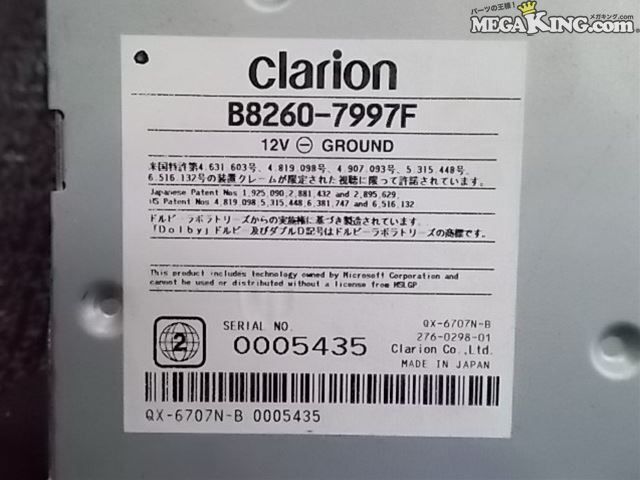 パーツの王様! メガキング.com
MEGAKING.com
clarion
B8260-7997F
12V ⊖ GROUND
米国特許第4.631 603号、4.819.098号、4.907.093号、5.315.448号、
6.516.132号の装置クレームが限定された視聴に限って許諾されています。
Japanese Patent Nos 1,925,090,2,881,432 and 2,895,629,
US Patent Nos 4,819,098,5,315,448,6,381,747 and 6,516,132
ドルビーラボラトリーズからの実施権に基づき製造されています。
「Dolby」ドルビー及びダブルD記号はドルビーラボラトリーズの商標です。
This product includes technology owned by Microsoft Corporation and
cannot be used or distributed without a license from MSLGP
2
SERIAL NO.
0005435
QX-6707N-B
276-0298-01
Clarion Co.,Ltd.
MADE IN JAPAN
QX-6707N-B 0005435